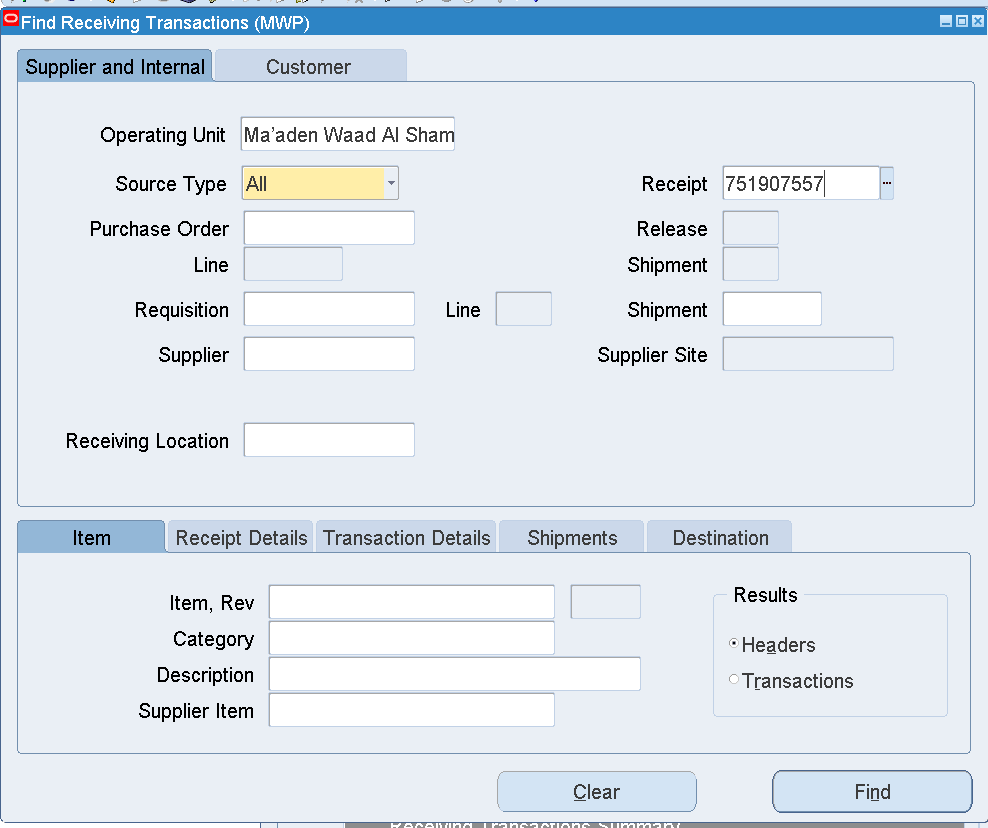 Find Receiving Transactions (MWP)
Supplier and Internal Customer
Operating Unit Ma'aden Waad Al Sham
Source Type All Receipt 751907557
Purchase Order Release
Line Shipment
Requisition Line Shipment
Supplier Supplier Site
Receiving Location
Item Receipt Details Transaction Details Shipments Destination
Item, Rev Results
Category Headers
Description Transactions
Supplier Item
Clear Find
Receiving Transactions Summary